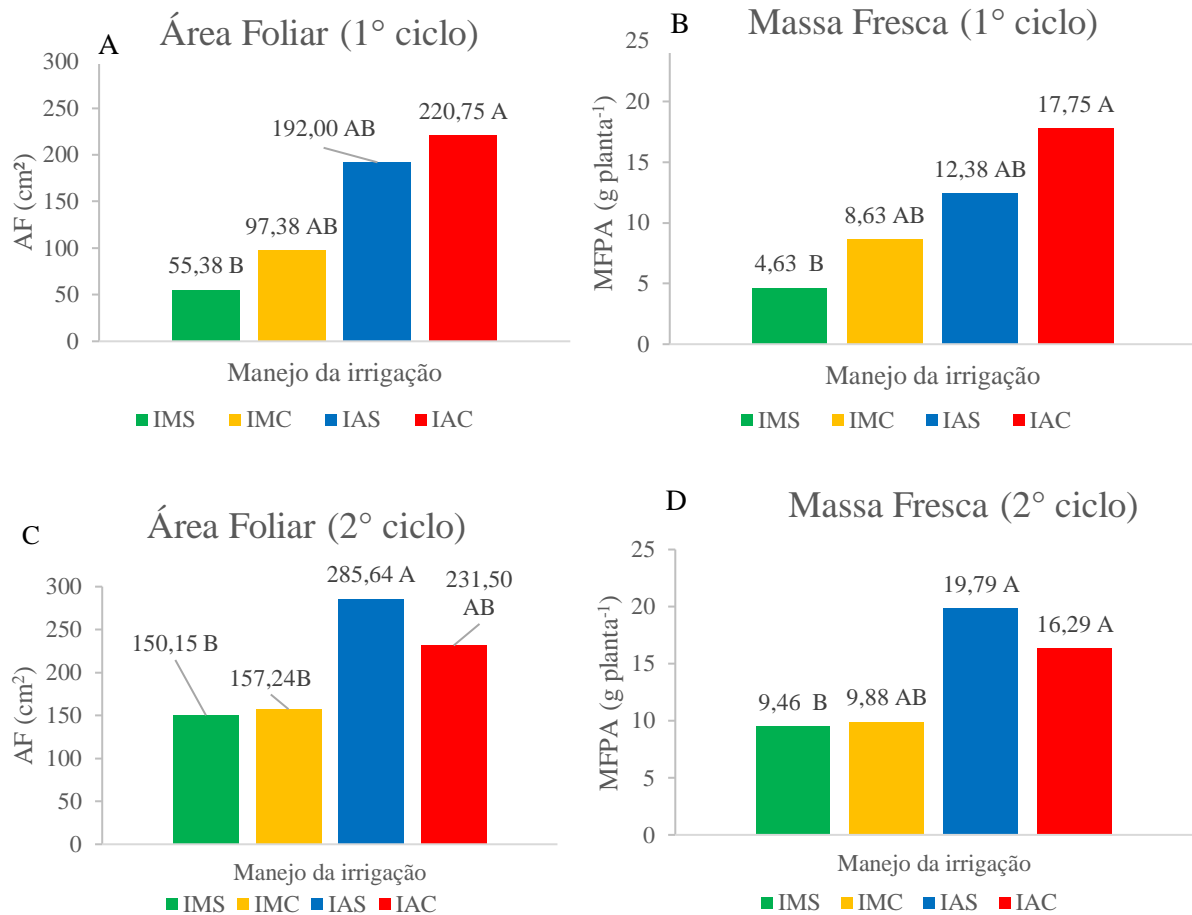 A
Área Foliar (1° ciclo)
300
250
200
150
100
50
0
AF (cm²)
55,38 B
97,38 AB
192,00 AB
220,75 A
Manejo da irrigação
IMS IMC IAS IAC
B
Massa Fresca (1° ciclo)
25
20
15
10
5
0
MFPA (g planta⁻¹)
4,63 B
8,63 AB
12,38 AB
17,75 A
Manejo da irrigação
IMS IMC IAS IAC
C
Área Foliar (2° ciclo)
300
250
200
150
100
50
0
AF (cm²)
150,15 B
157,24B
285,64 A
231,50
AB
Manejo da irrigação
IMS IMC IAS IAC
D
Massa Fresca (2° ciclo)
25
20
15
10
5
0
MFPA (g planta⁻¹)
9,46 B
9,88 AB
19,79 A
16,29 A
Manejo da irrigação
IMS IMC IAS IAC